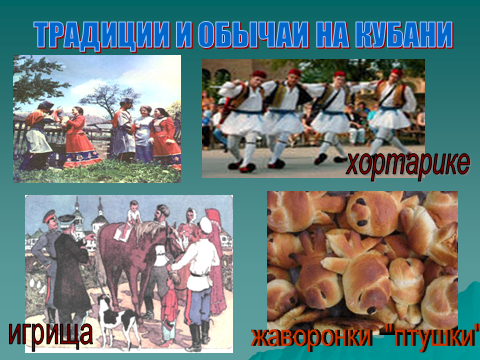 ТРАДИЦИИ И ОБЫЧАИ НА КУБАНИ
хортарике
игрища
жаворонки -"птушки"